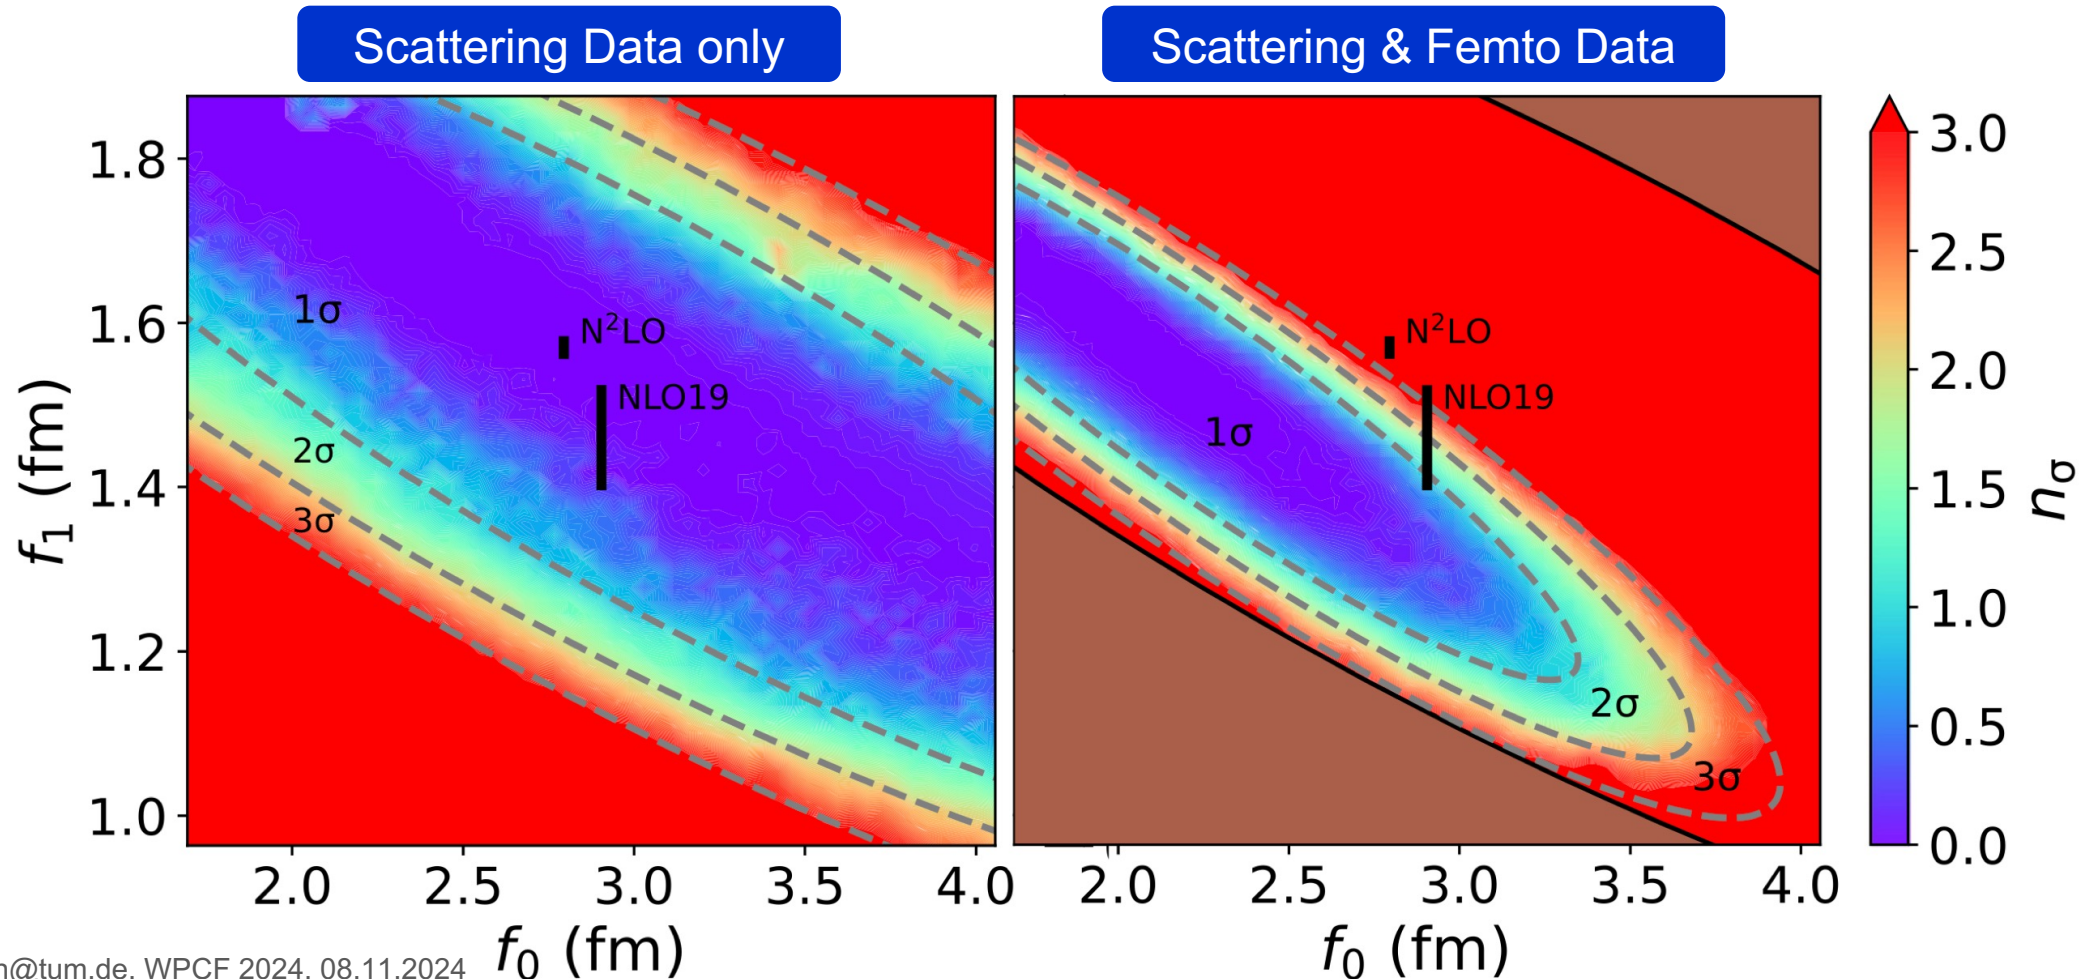 Scattering Data only
Scattering & Femto Data
f1 (fm)
1.8
1.6
1.4
1.2
1.0
1σ
2σ
3σ
N²LO
NLO19
2.0 2.5 3.0 3.5 4.0
f0 (fm)
1σ
2σ
3σ
N²LO
NLO19
2.0 2.5 3.0 3.5 4.0
f0 (fm)
3.0
2.5
2.0
1.5
1.0
0.5
0.0
nσ
@tum.de, WPCF 2024, 08.11.2024